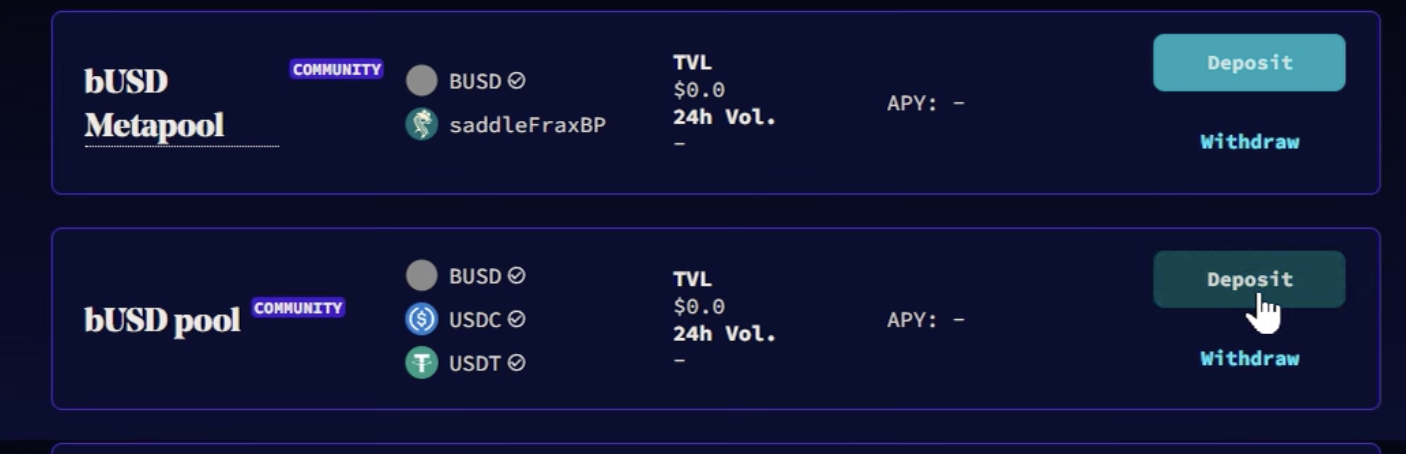 bUSD
Metapool
COMMUNITY
BUSD
saddleFraxBP
TVL
$0.0
24h Vol.
–
APY: –
Deposit
Withdraw
bUSD pool
COMMUNITY
BUSD
USDC
USDT
TVL
$0.0
24h Vol.
–
APY: –
Deposit
Withdraw